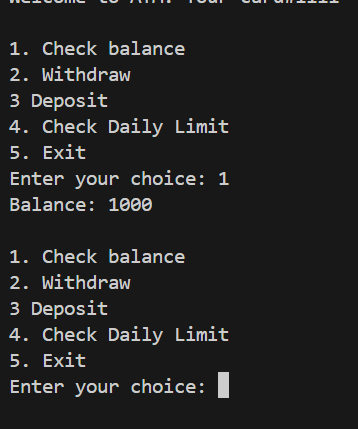 1. Check balance
2. Withdraw
3 Deposit
4. Check Daily Limit
5. Exit
Enter your choice: 1
Balance: 1000
1. Check balance
2. Withdraw
3 Deposit
4. Check Daily Limit
5. Exit
Enter your choice: